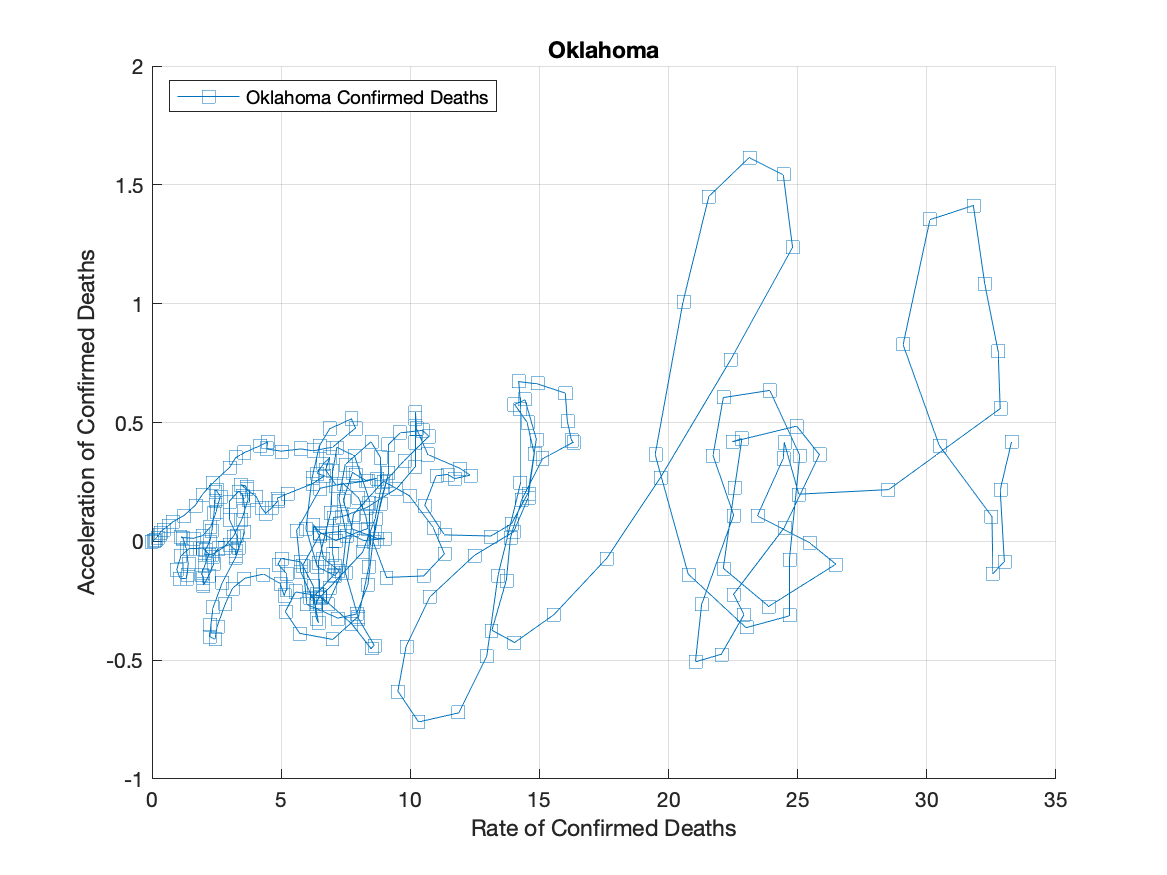 Oklahoma
Oklahoma Confirmed Deaths
2
1.5
1
0.5
0
-0.5
-1
Acceleration of Confirmed Deaths
0 5 10 15 20 25 30 35
Rate of Confirmed Deaths